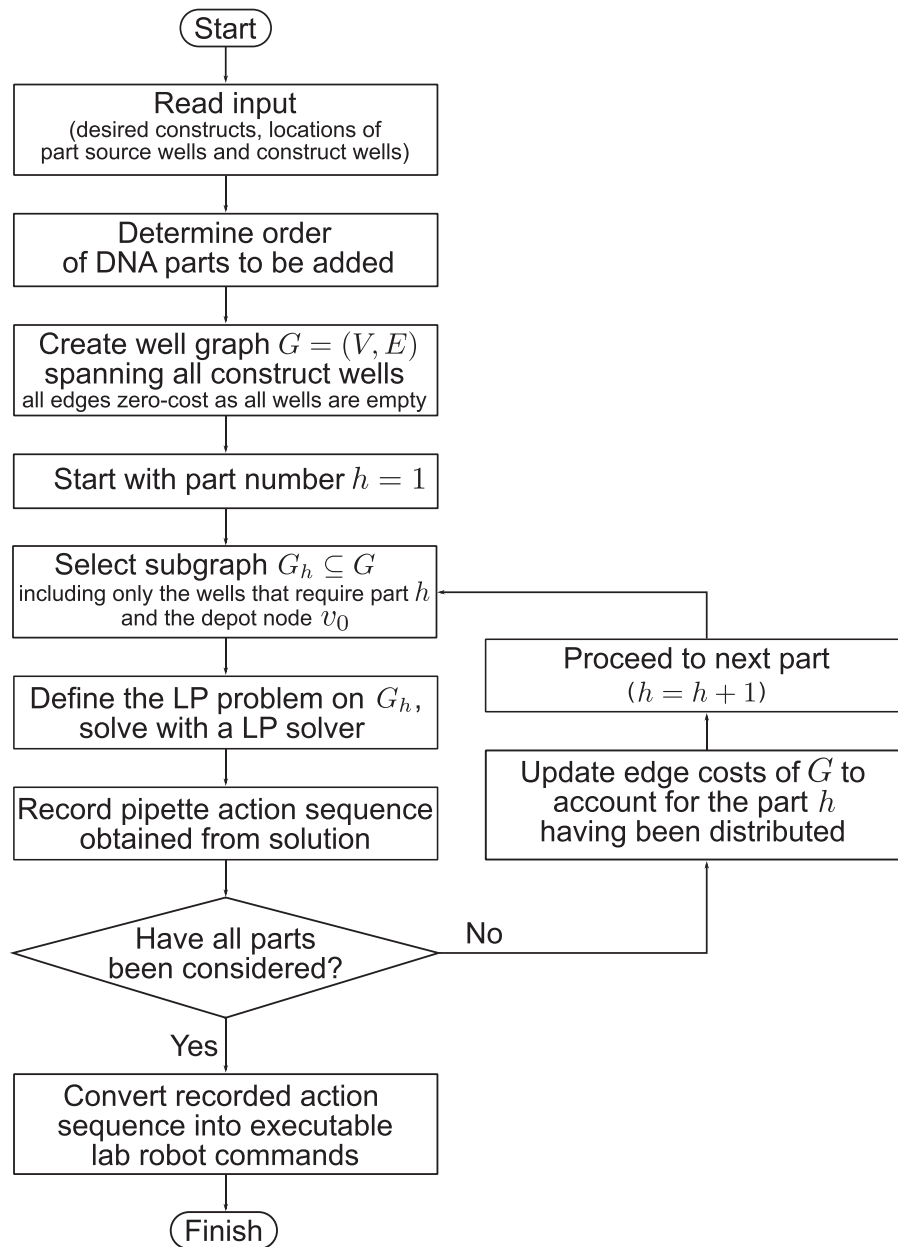 Start
Read input
(desired constructs, locations of
part source wells and construct wells)
Determine order
of DNA parts to be added
Create well graph G = (V, E)
spanning all construct wells
all edges zero-cost as all wells are empty
Start with part number h = 1
Select subgraph G_h ⊆ G
including only the wells that require part h
and the depot node v_0
Define the LP problem on G_h,
solve with a LP solver
Record pipette action sequence
obtained from solution
Have all parts
been considered?
No
Update edge costs of G to
account for the part h
having been distributed
Proceed to next part
(h = h + 1)
Yes
Convert recorded action
sequence into executable
lab robot commands
Finish